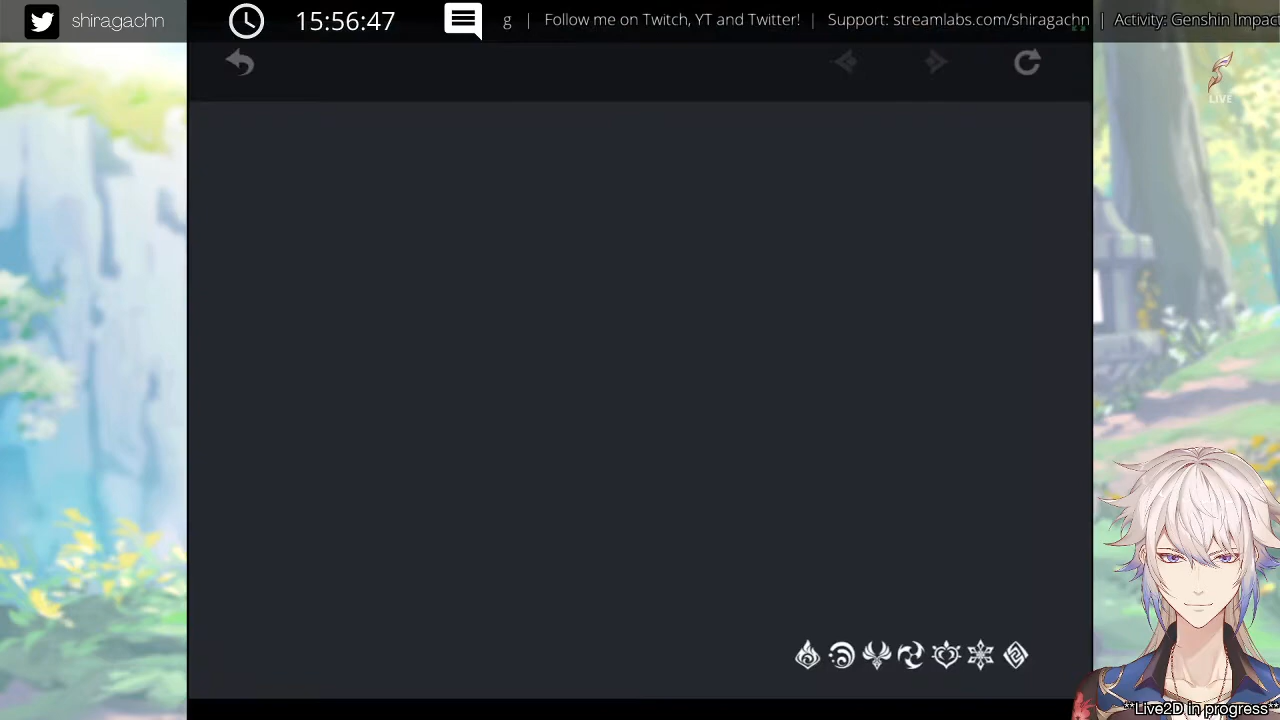 shiragachn
15:56:47
g | Follow me on Twitch, YT and Twitter! | Support: streamlabs.com/shiragachn | Activity: Genshin Impact
LIVE
**Live2D in progress**